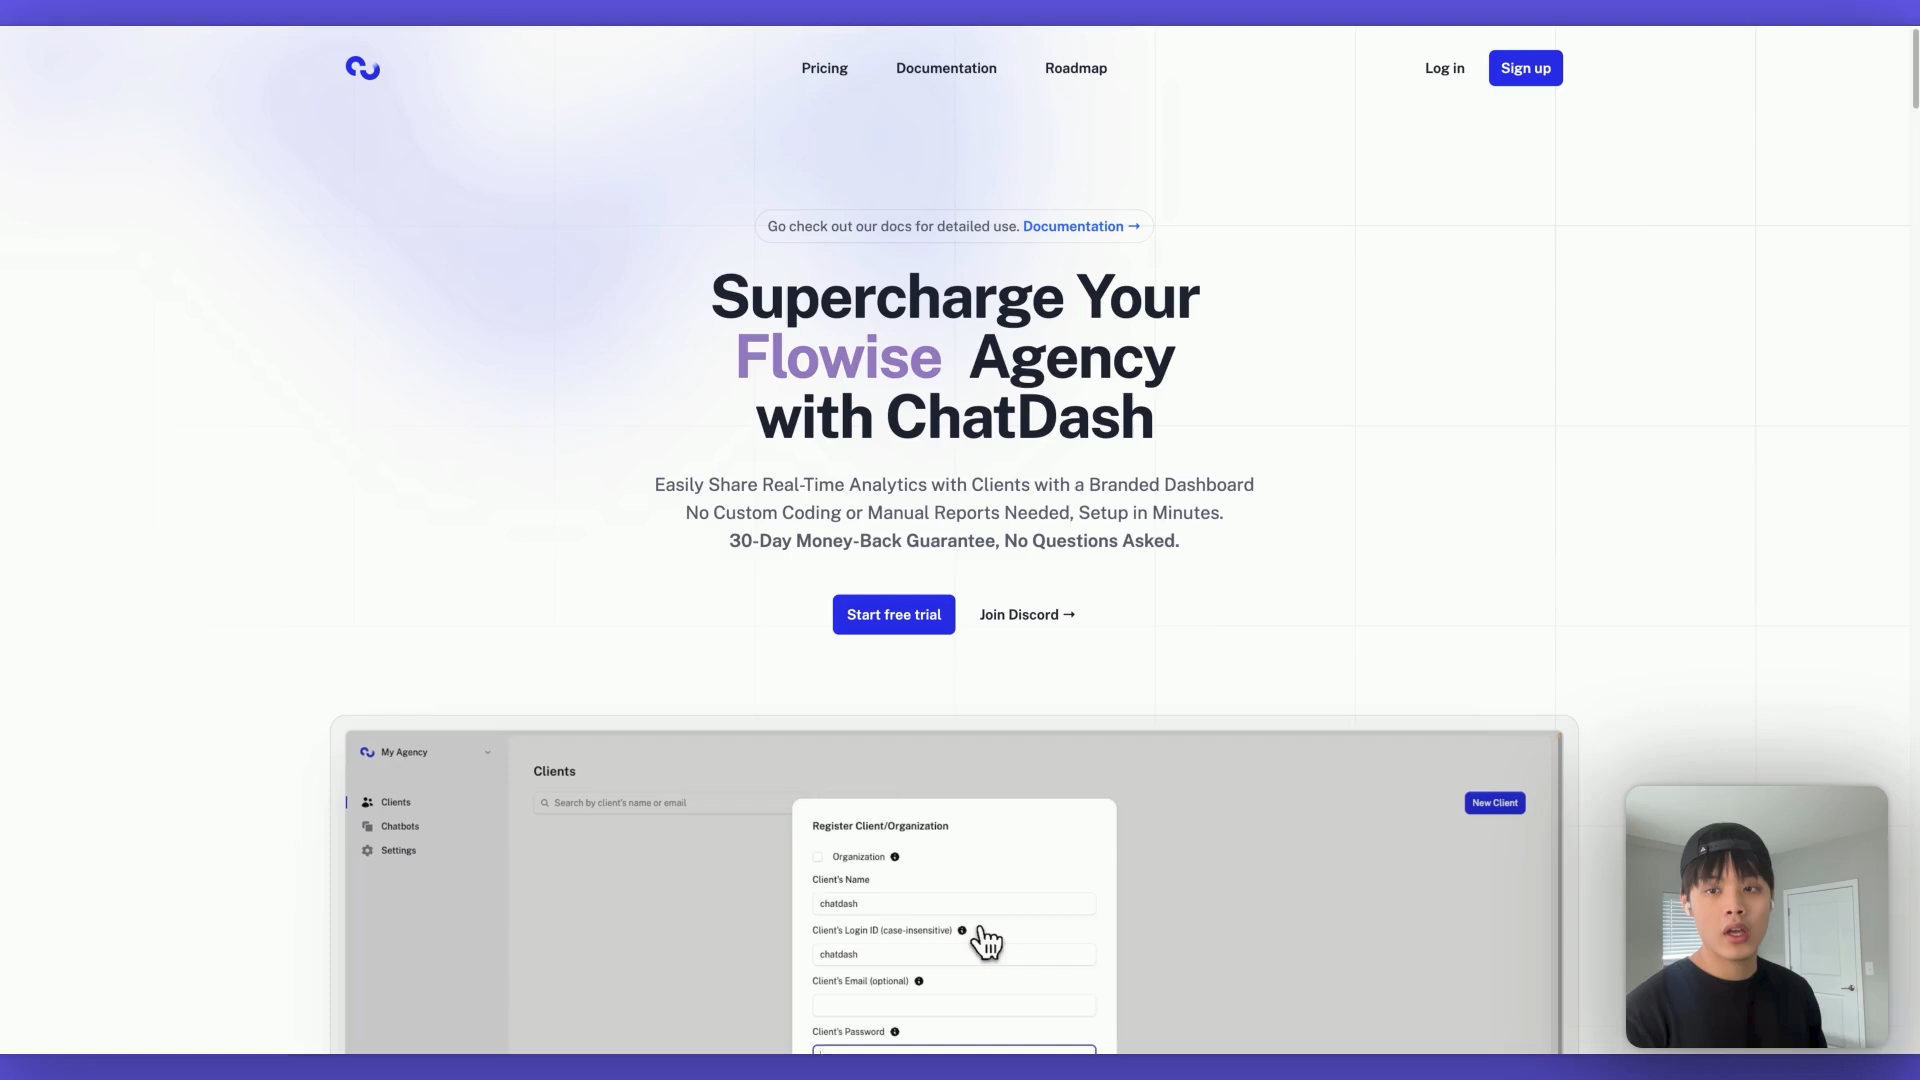 Pricing
Documentation
Roadmap
Log in
Sign up
Go check out our docs for detailed use. Documentation →
Supercharge Your
Flowise Agency
with ChatDash
Easily Share Real-Time Analytics with Clients with a Branded Dashboard
No Custom Coding or Manual Reports Needed, Setup in Minutes.
30-Day Money-Back Guarantee, No Questions Asked.
Start free trial
Join Discord →
My Agency
Clients
Chatbots
Settings
Clients
Search by client's name or email
New Client
Register Client/Organization
Organization
Client's Name
chatdash
Client's Login ID (case-insensitive)
chatdash
Client's Email (optional)
Client's Password